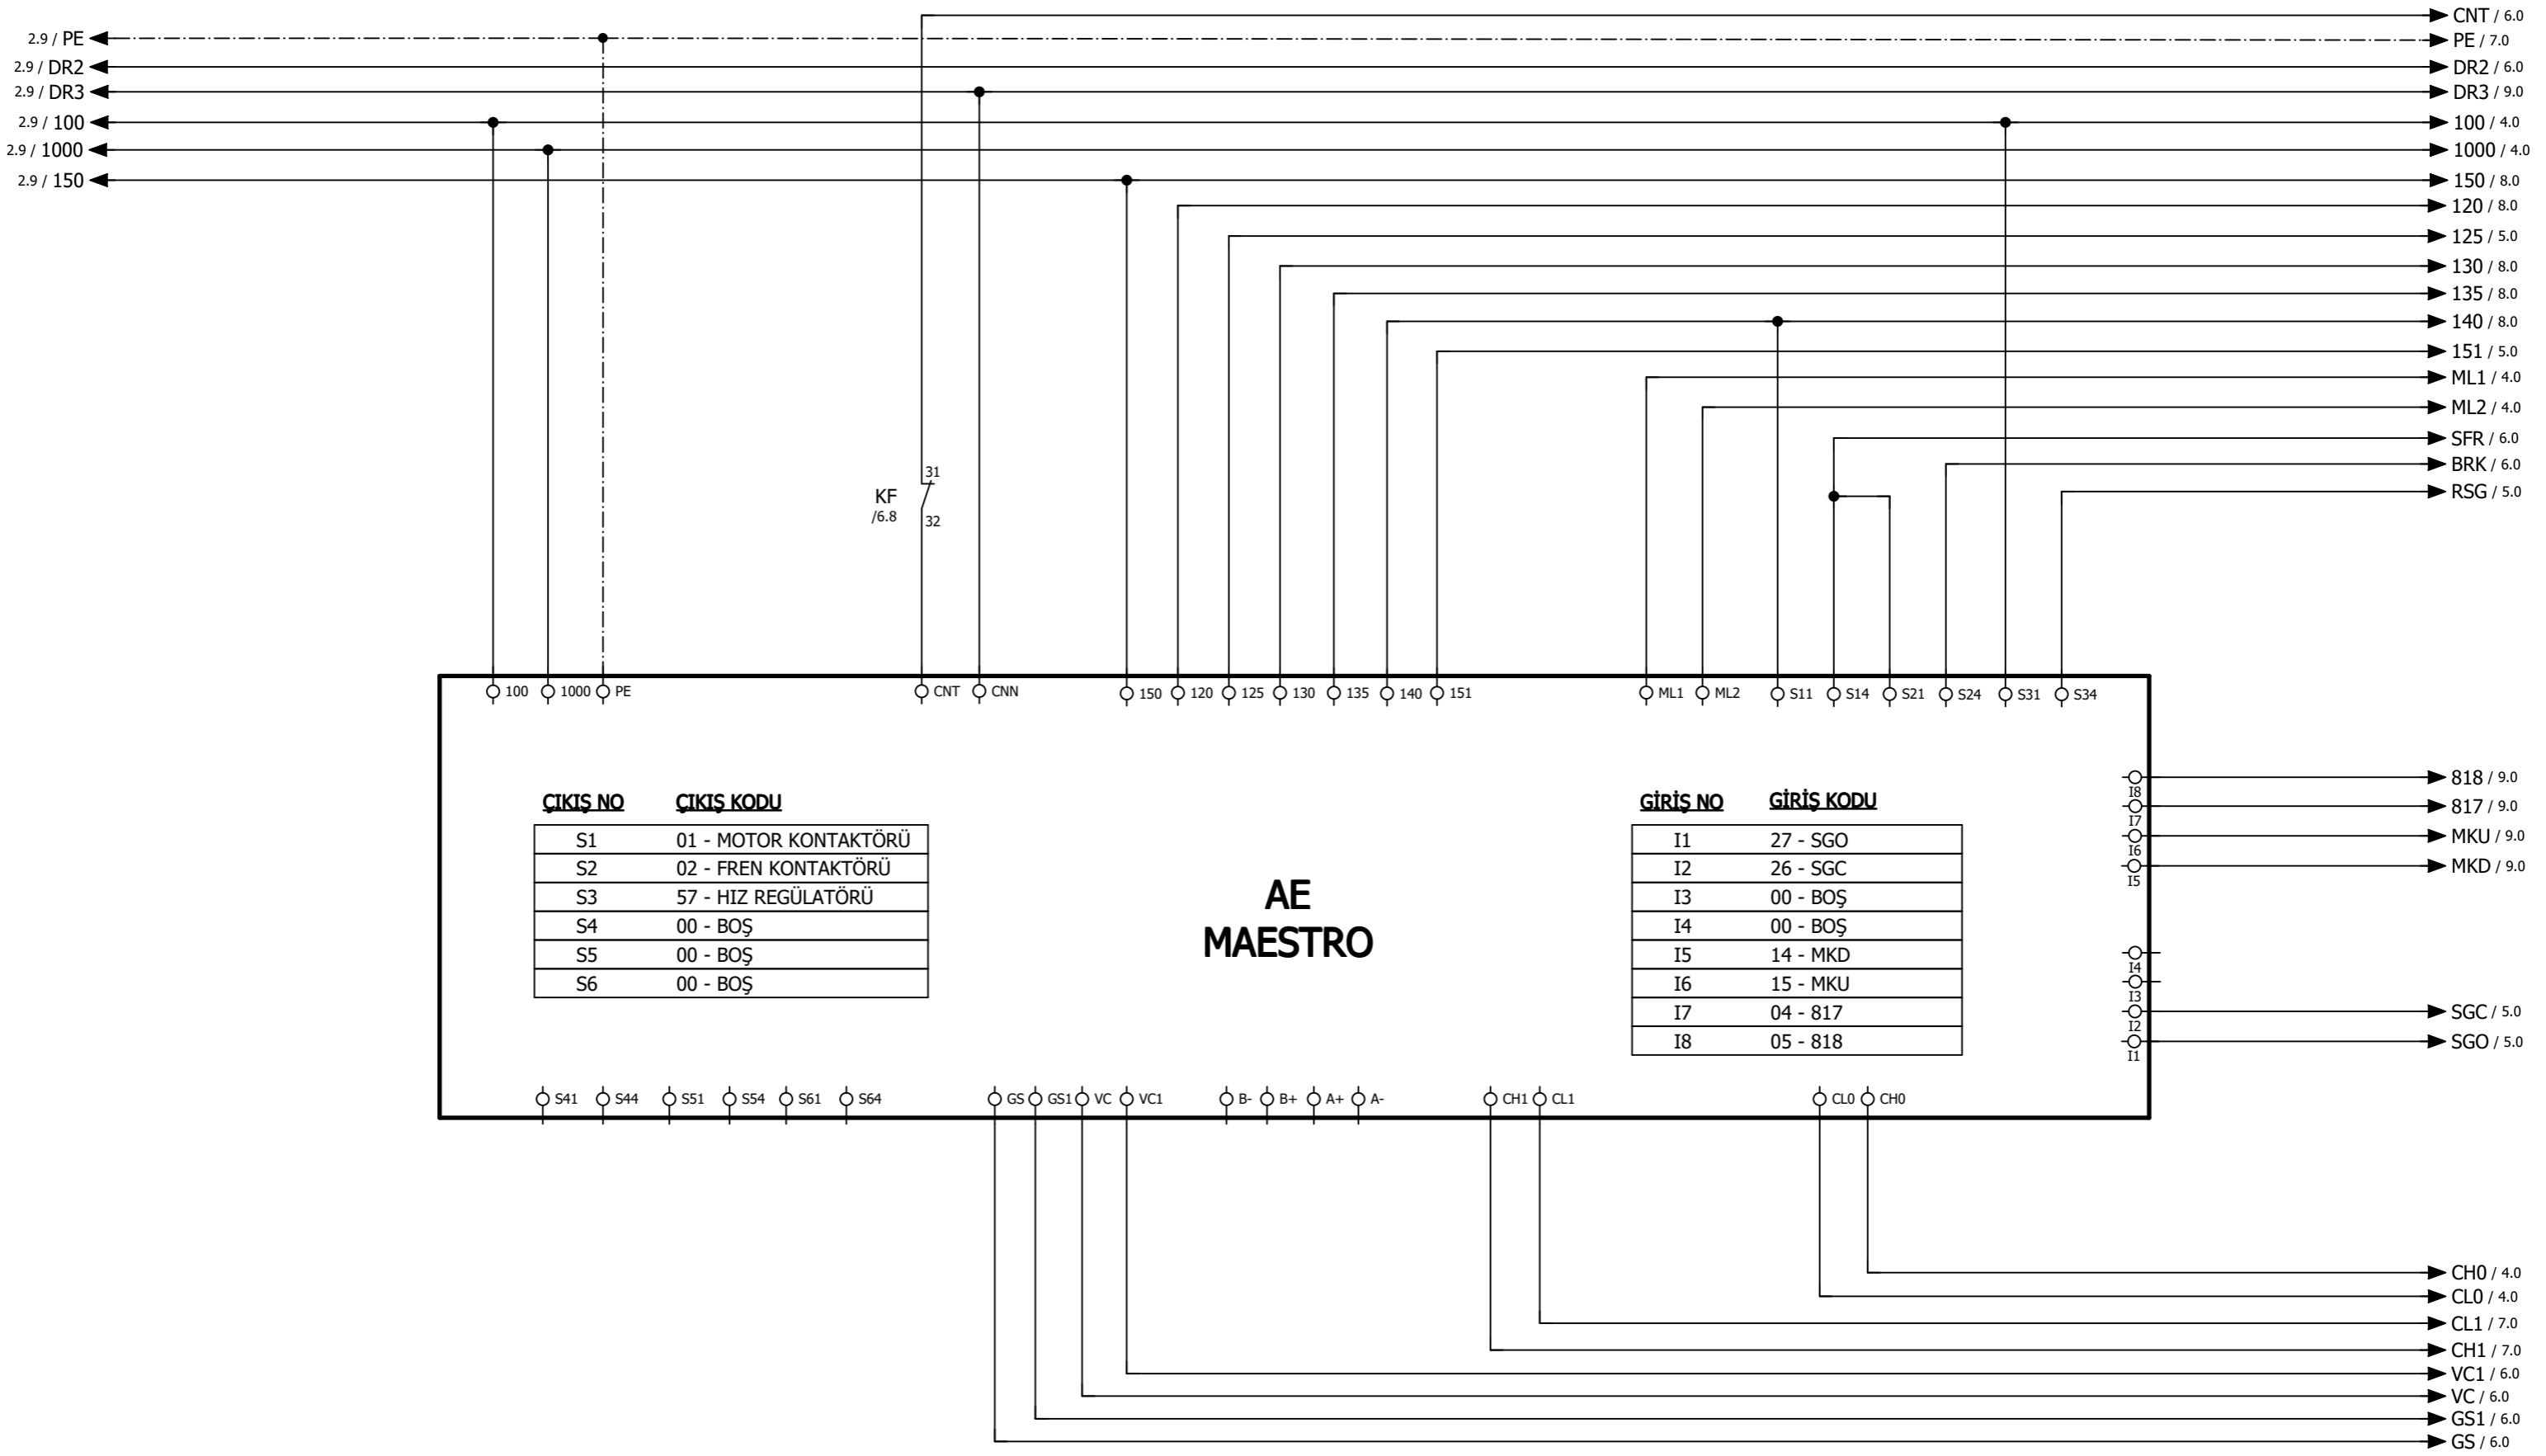 CNT / 6.0
2.9 / PE
PE / 7.0
2.9 / DR2
DR2 / 6.0
2.9 / DR3
DR3 / 9.0
2.9 / 100
100 / 4.0
2.9 / 1000
1000 / 4.0
2.9 / 150
150 / 8.0
120 / 8.0
125 / 5.0
130 / 8.0
135 / 8.0
140 / 8.0
151 / 5.0
ML1 / 4.0
ML2 / 4.0
SFR / 6.0
BRK / 6.0
RSG / 5.0
31
KF
/6.8
32
100 1000 PE CNT CNN 150 120 125 130 135 140 151 ML1 ML2 S11 S14 S21 S24 S31 S34
ÇIKIŞ NO ÇIKIŞ KODU
S1 01 - MOTOR KONTAKTÖRÜ
S2 02 - FREN KONTAKTÖRÜ
S3 57 - HIZ REGÜLATÖRÜ
S4 00 - BOŞ
S5 00 - BOŞ
S6 00 - BOŞ
AE
MAESTRO
GİRİŞ NO GİRİŞ KODU
I1 27 - SGO
I2 26 - SGC
I3 00 - BOŞ
I4 00 - BOŞ
I5 14 - MKD
I6 15 - MKU
I7 04 - 817
I8 05 - 818
I8
818 / 9.0
I7
817 / 9.0
I6
MKU / 9.0
I5
MKD / 9.0
I4
I3
I2
SGC / 5.0
I1
SGO / 5.0
S41 S44 S51 S54 S61 S64 GS GS1 VC VC1 B- B+ A+ A- CH1 CL1 CL0 CH0
CH0 / 4.0
CL0 / 4.0
CL1 / 7.0
CH1 / 7.0
VC1 / 6.0
VC / 6.0
GS1 / 6.0
GS / 6.0